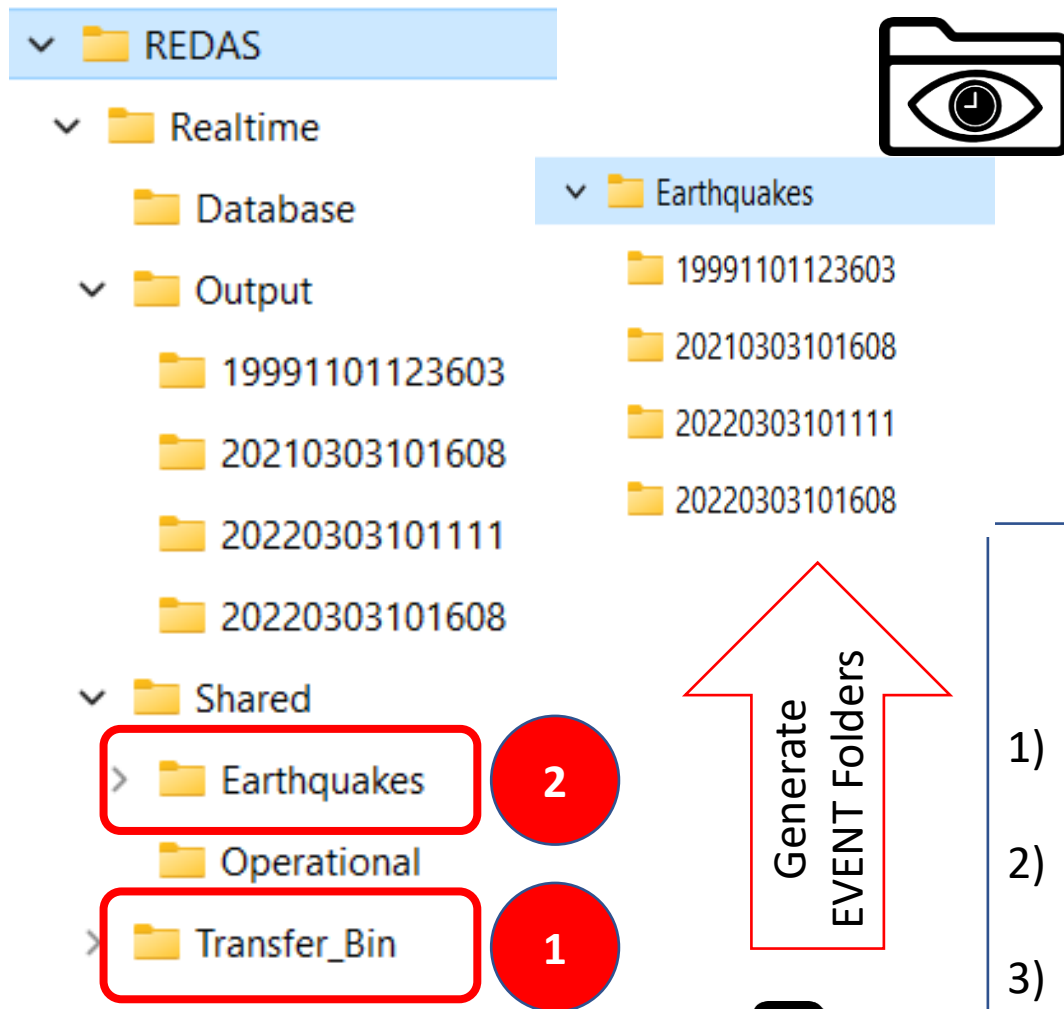 REDAS
Realtime
Database
Output
19991101123603
20210303101608
20220303101111
20220303101608
Shared
Earthquakes
2
Operational
Transfer_Bin
1
Earthquakes
19991101123603
20210303101608
20220303101111
20220303101608
Generate
EVENT Folders
1)
2)
3)